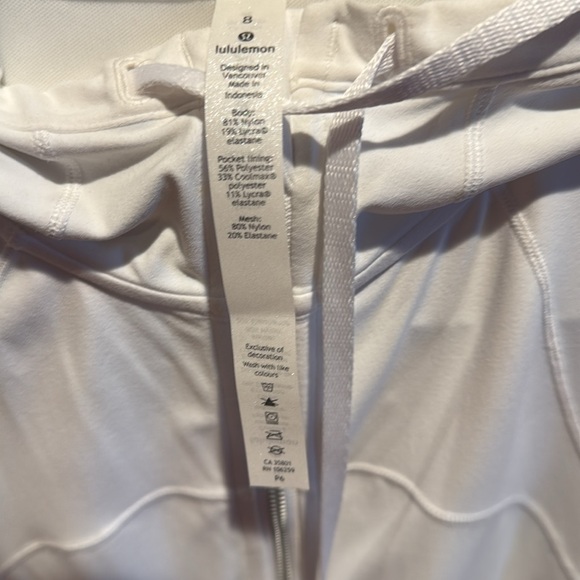 8
lululemon
Designed in
Vancouver
Made in
Indonesia
Body:
81% Nylon
19% Lycra®
elastane
Pocket lining:
56% Polyester
33% Coolmax®
polyester
11% Lycra®
elastane
Mesh:
80% Nylon
20% Elastane
Exclusive of
decoration
Wash with like
colours
CA 35801
RN 106259
P6